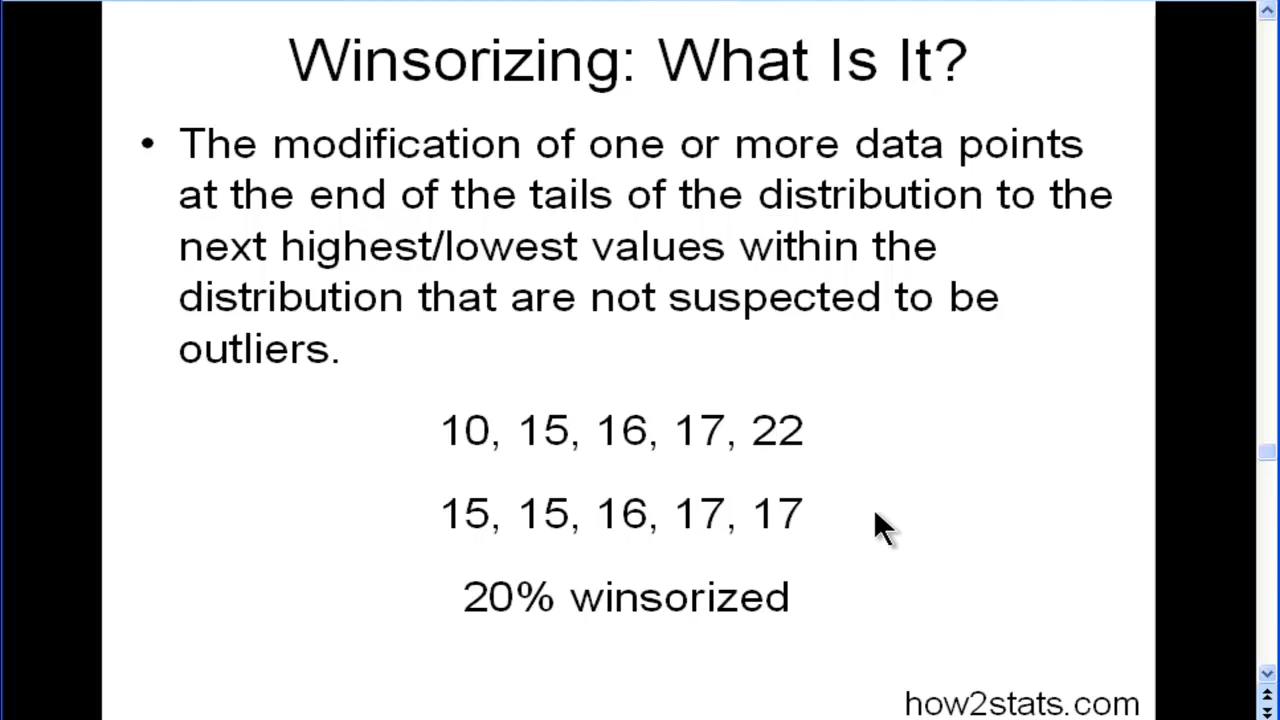 Winsorizing: What Is It?
• The modification of one or more data points
at the end of the tails of the distribution to the
next highest/lowest values within the
distribution that are not suspected to be
outliers.
10, 15, 16, 17, 22
15, 15, 16, 17, 17
20% winsorized
how2stats.com